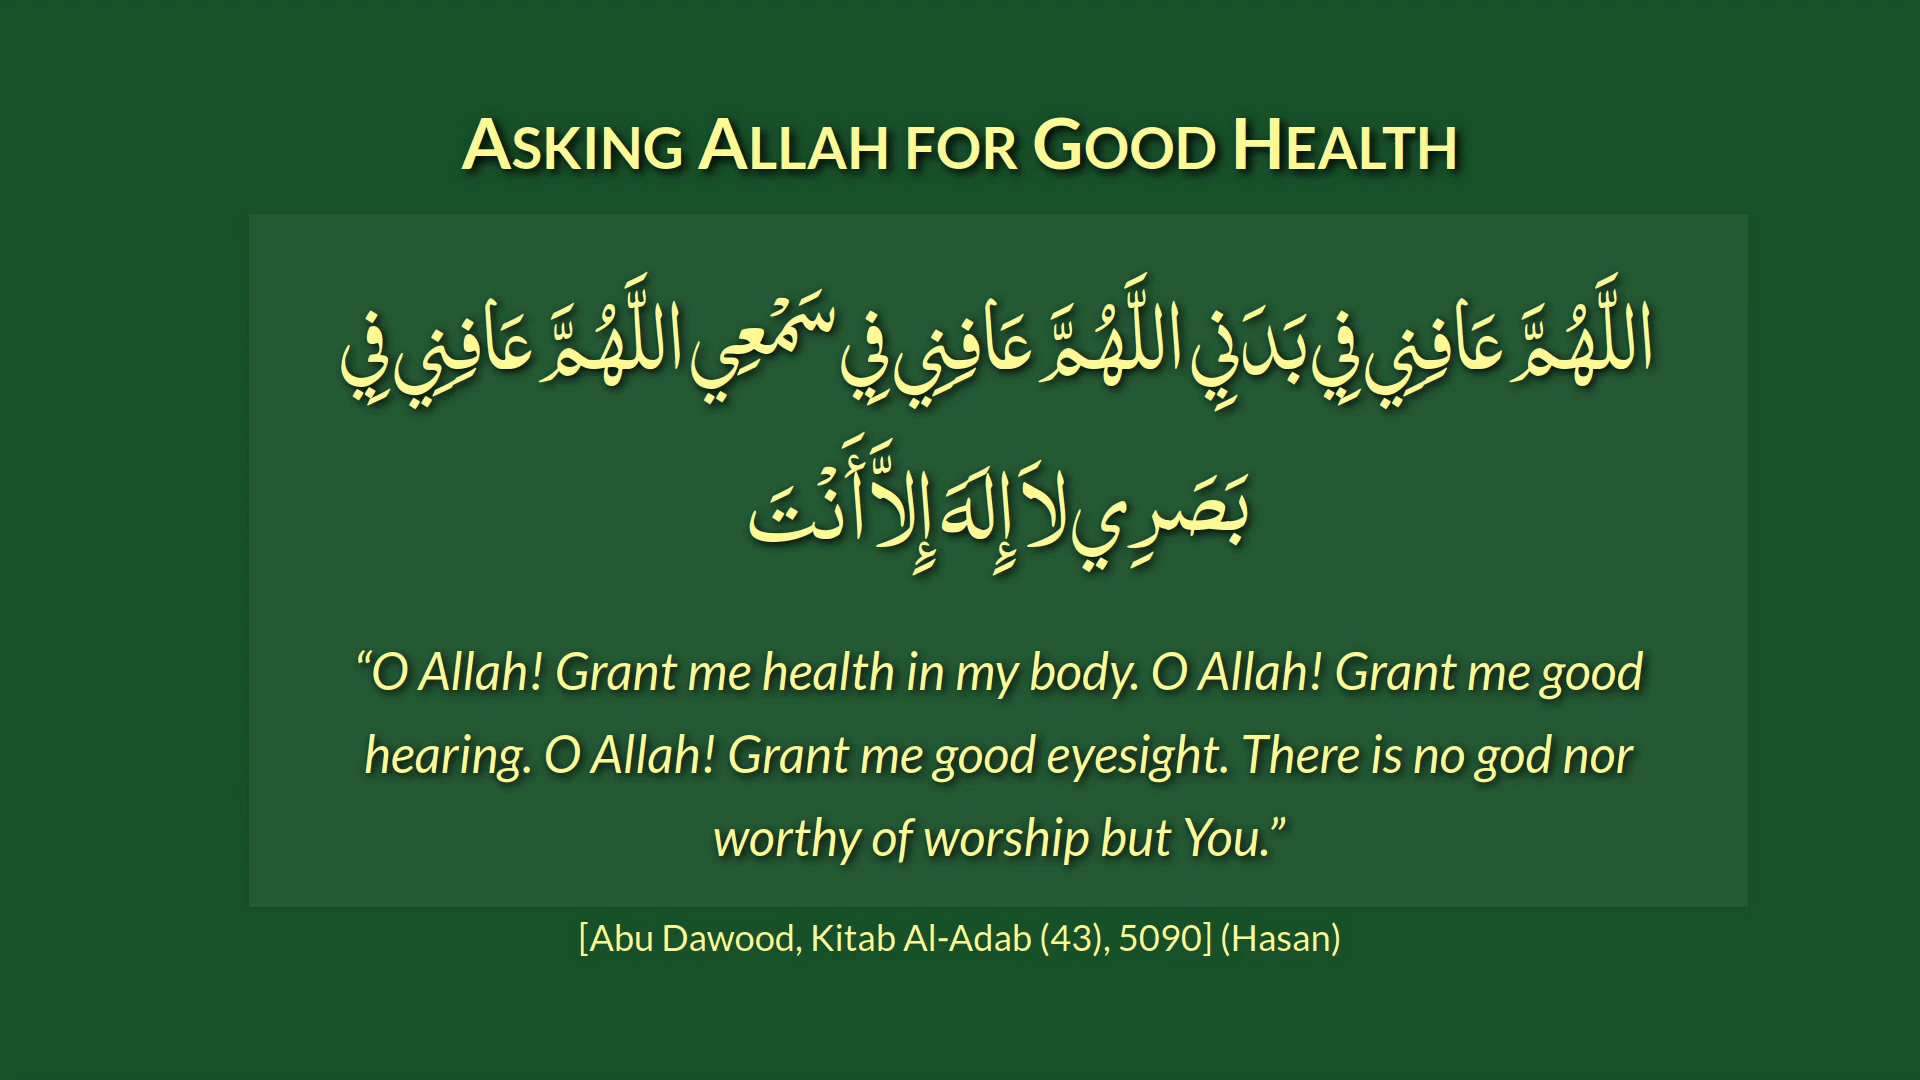 Asking Allah for Good Health
اللَّهُمَّ عَافِنِي فِي بَدَنِي اللَّهُمَّ عَافِنِي فِي سَمْعِي اللَّهُمَّ عَافِنِي فِي
بَصَرِي لاَ إِلَهَ إِلاَّ أَنْتَ
“O Allah! Grant me health in my body. O Allah! Grant me good
hearing. O Allah! Grant me good eyesight. There is no god nor
worthy of worship but You.”
[Abu Dawood, Kitab Al-Adab (43), 5090] (Hasan)